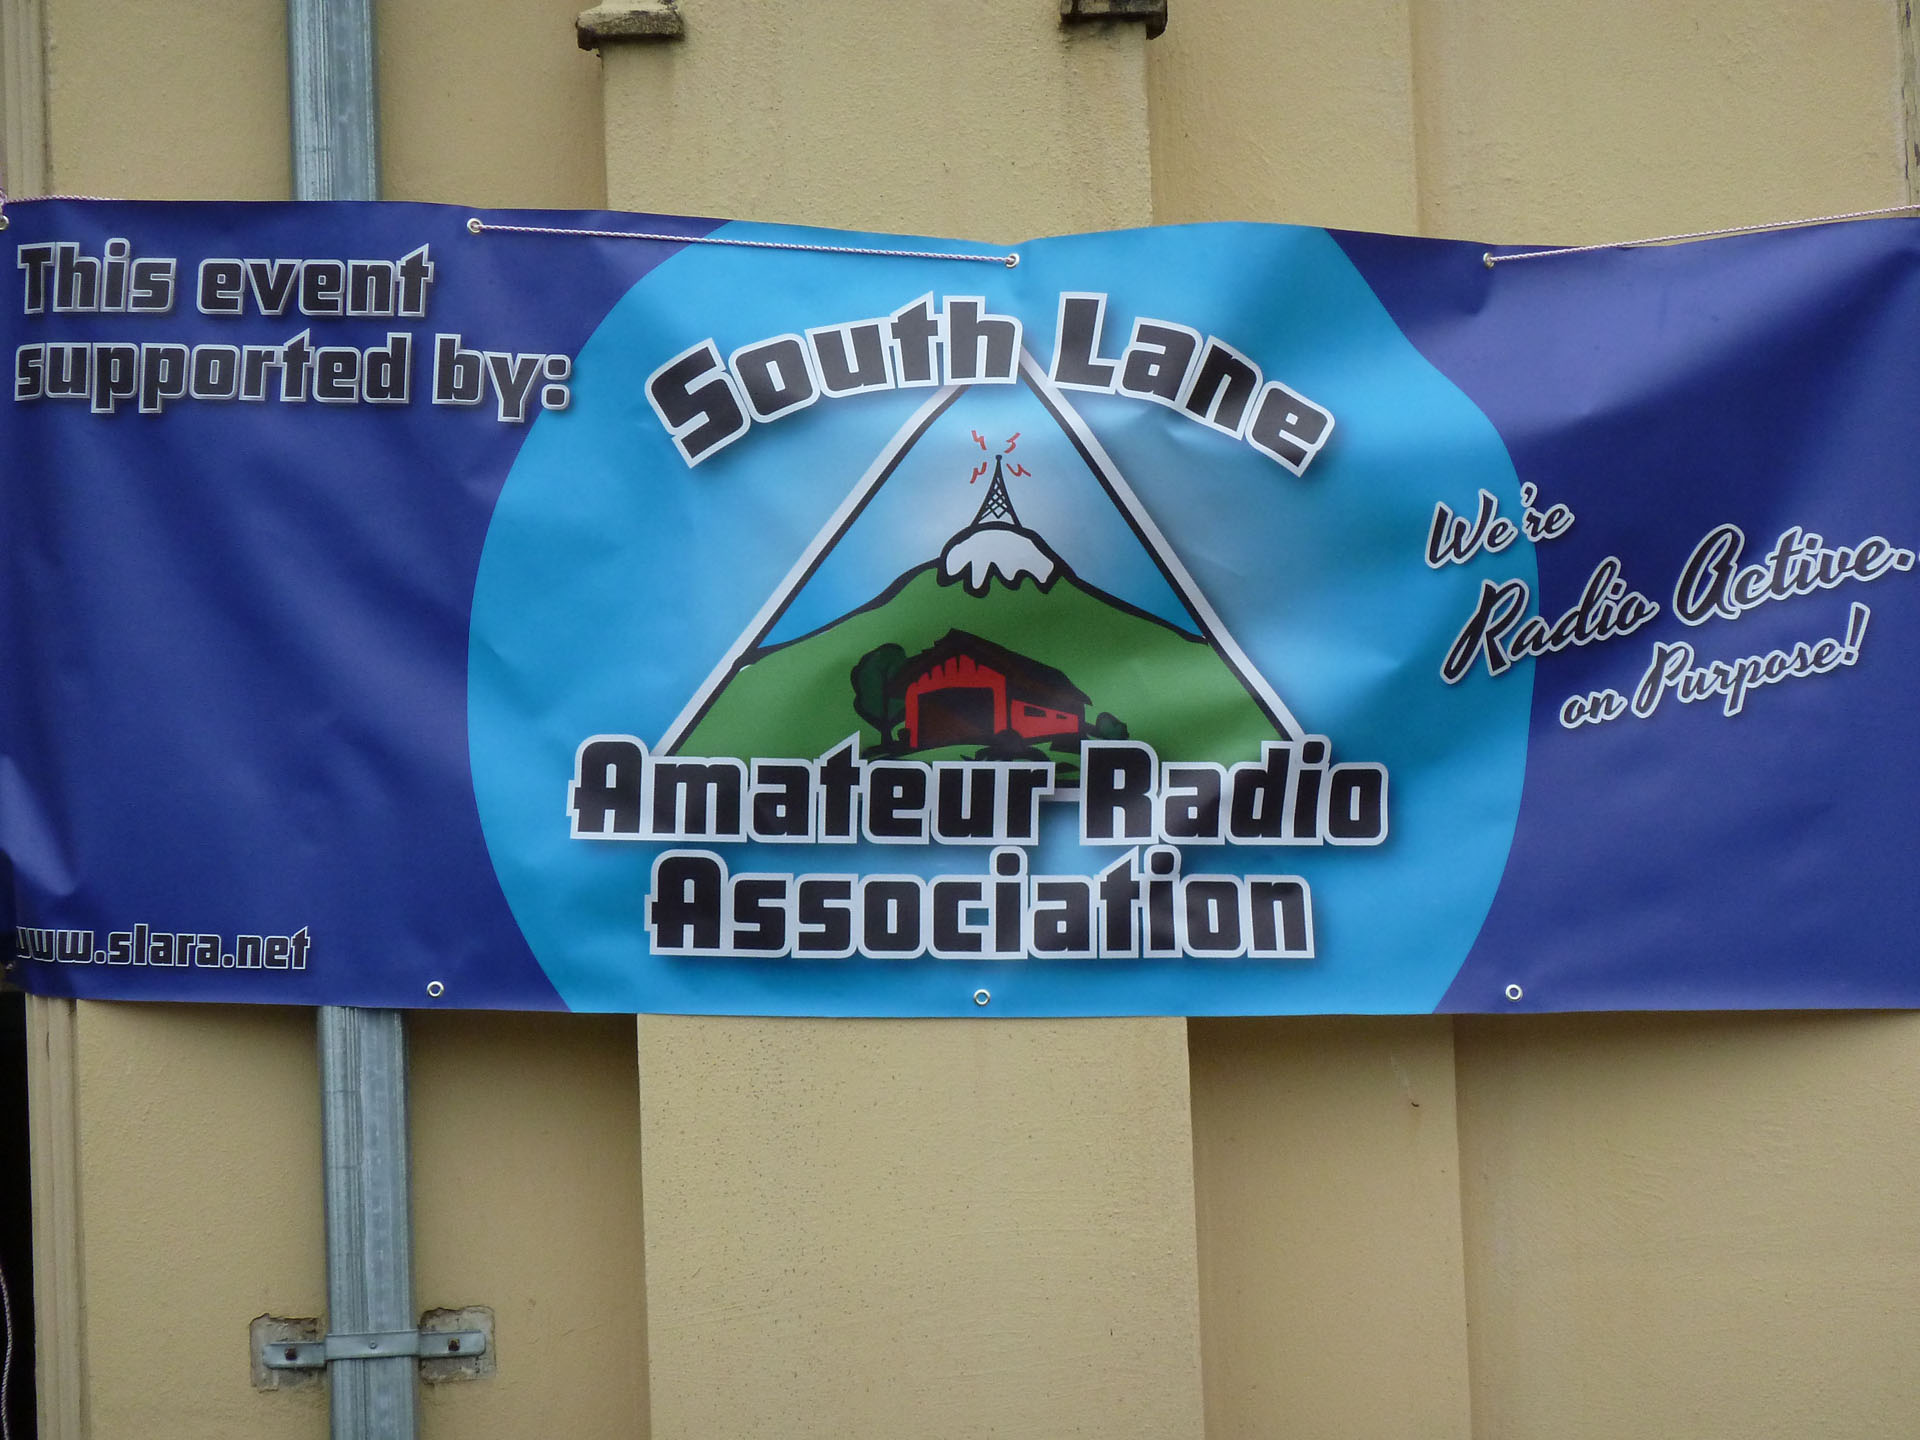 This event
supported by:
South Lane
Amateur Radio
Association
We're
Radio Active..
on Purpose!
www.slara.net